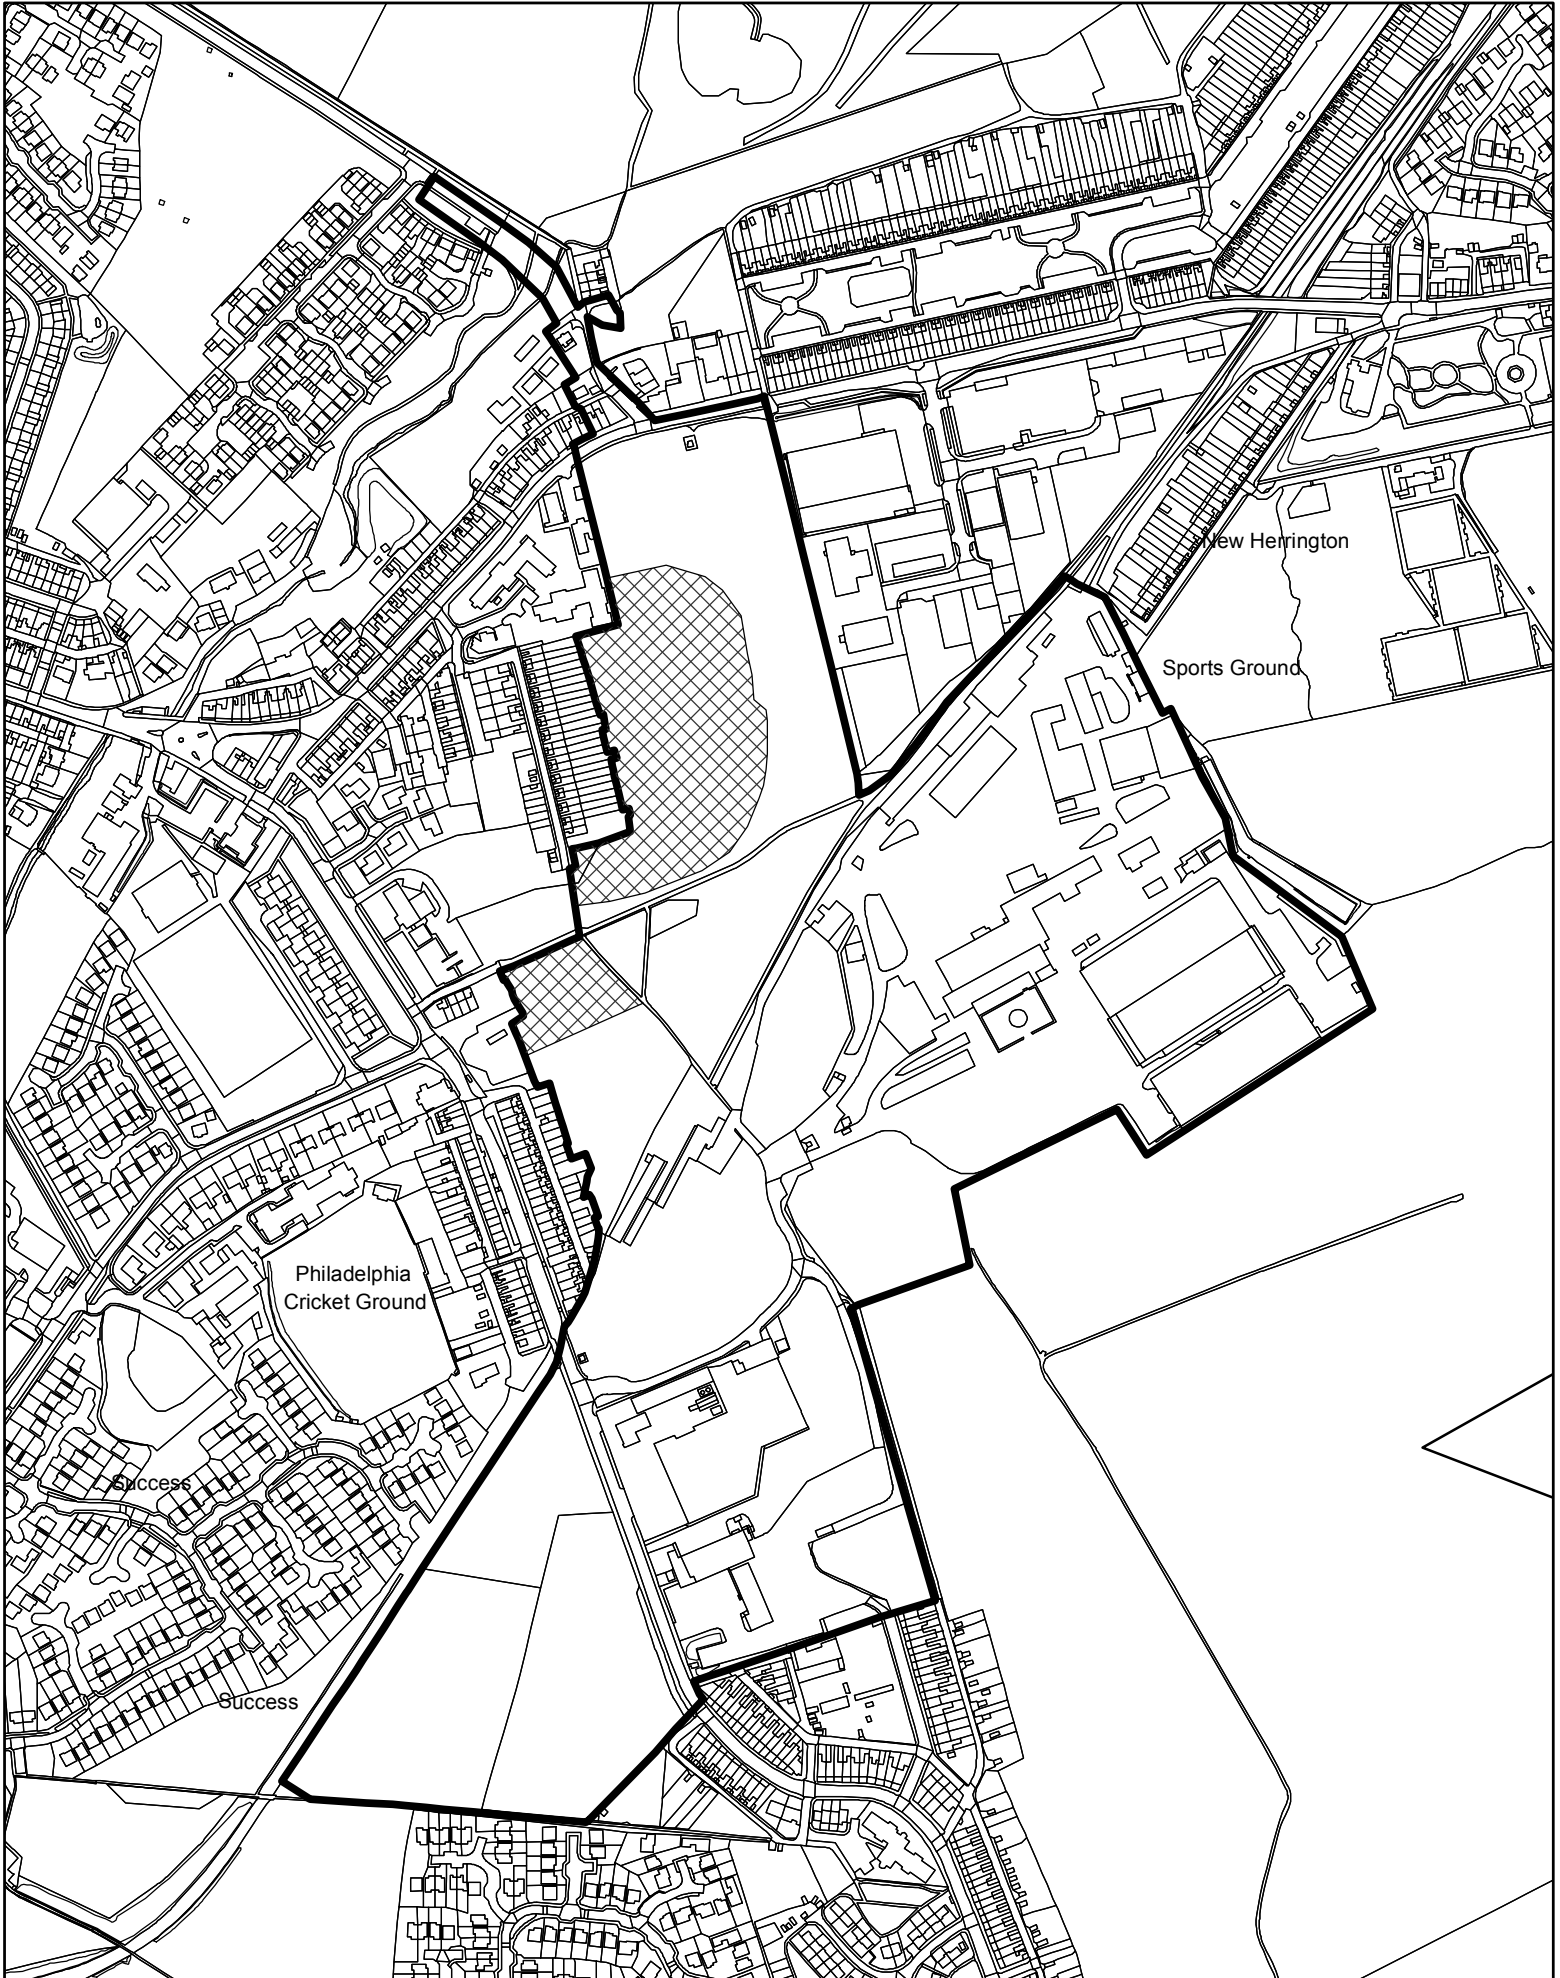 New Herrington
Sports Ground
Philadelphia
Cricket Ground
Success
Success